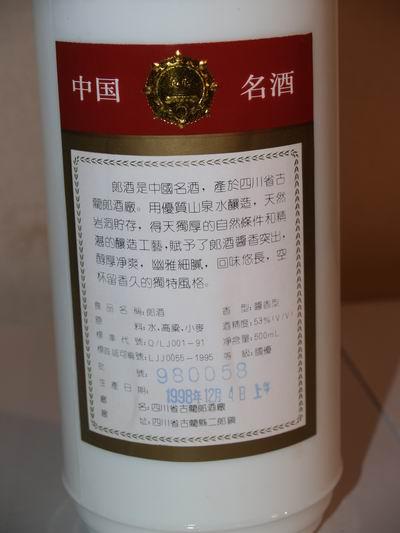 中国 名酒
郎酒是中國名酒，產於四川省古
藺郎酒廠。用優質山泉水釀造，天然
岩洞貯存，得天獨厚的自然條件和精
湛的釀造工藝，賦予了郎酒醬香突出，
醇厚净爽，幽雅細膩，回味悠長，空
杯留香久的獨特風格。
食品名稱：郎酒 香型：醬香型
原料：水、高粱、小麥 酒精度：53%(V/V)
標準代號：Q/LJ001-91 净含量：500mL
標簽認可編號：LJJ0055-1995 等級：國優
批號：980058
生產日期：1998年12月4日上午
廠名：四川省古藺郎酒廠
廠址：四川省古藺縣二郎鎮